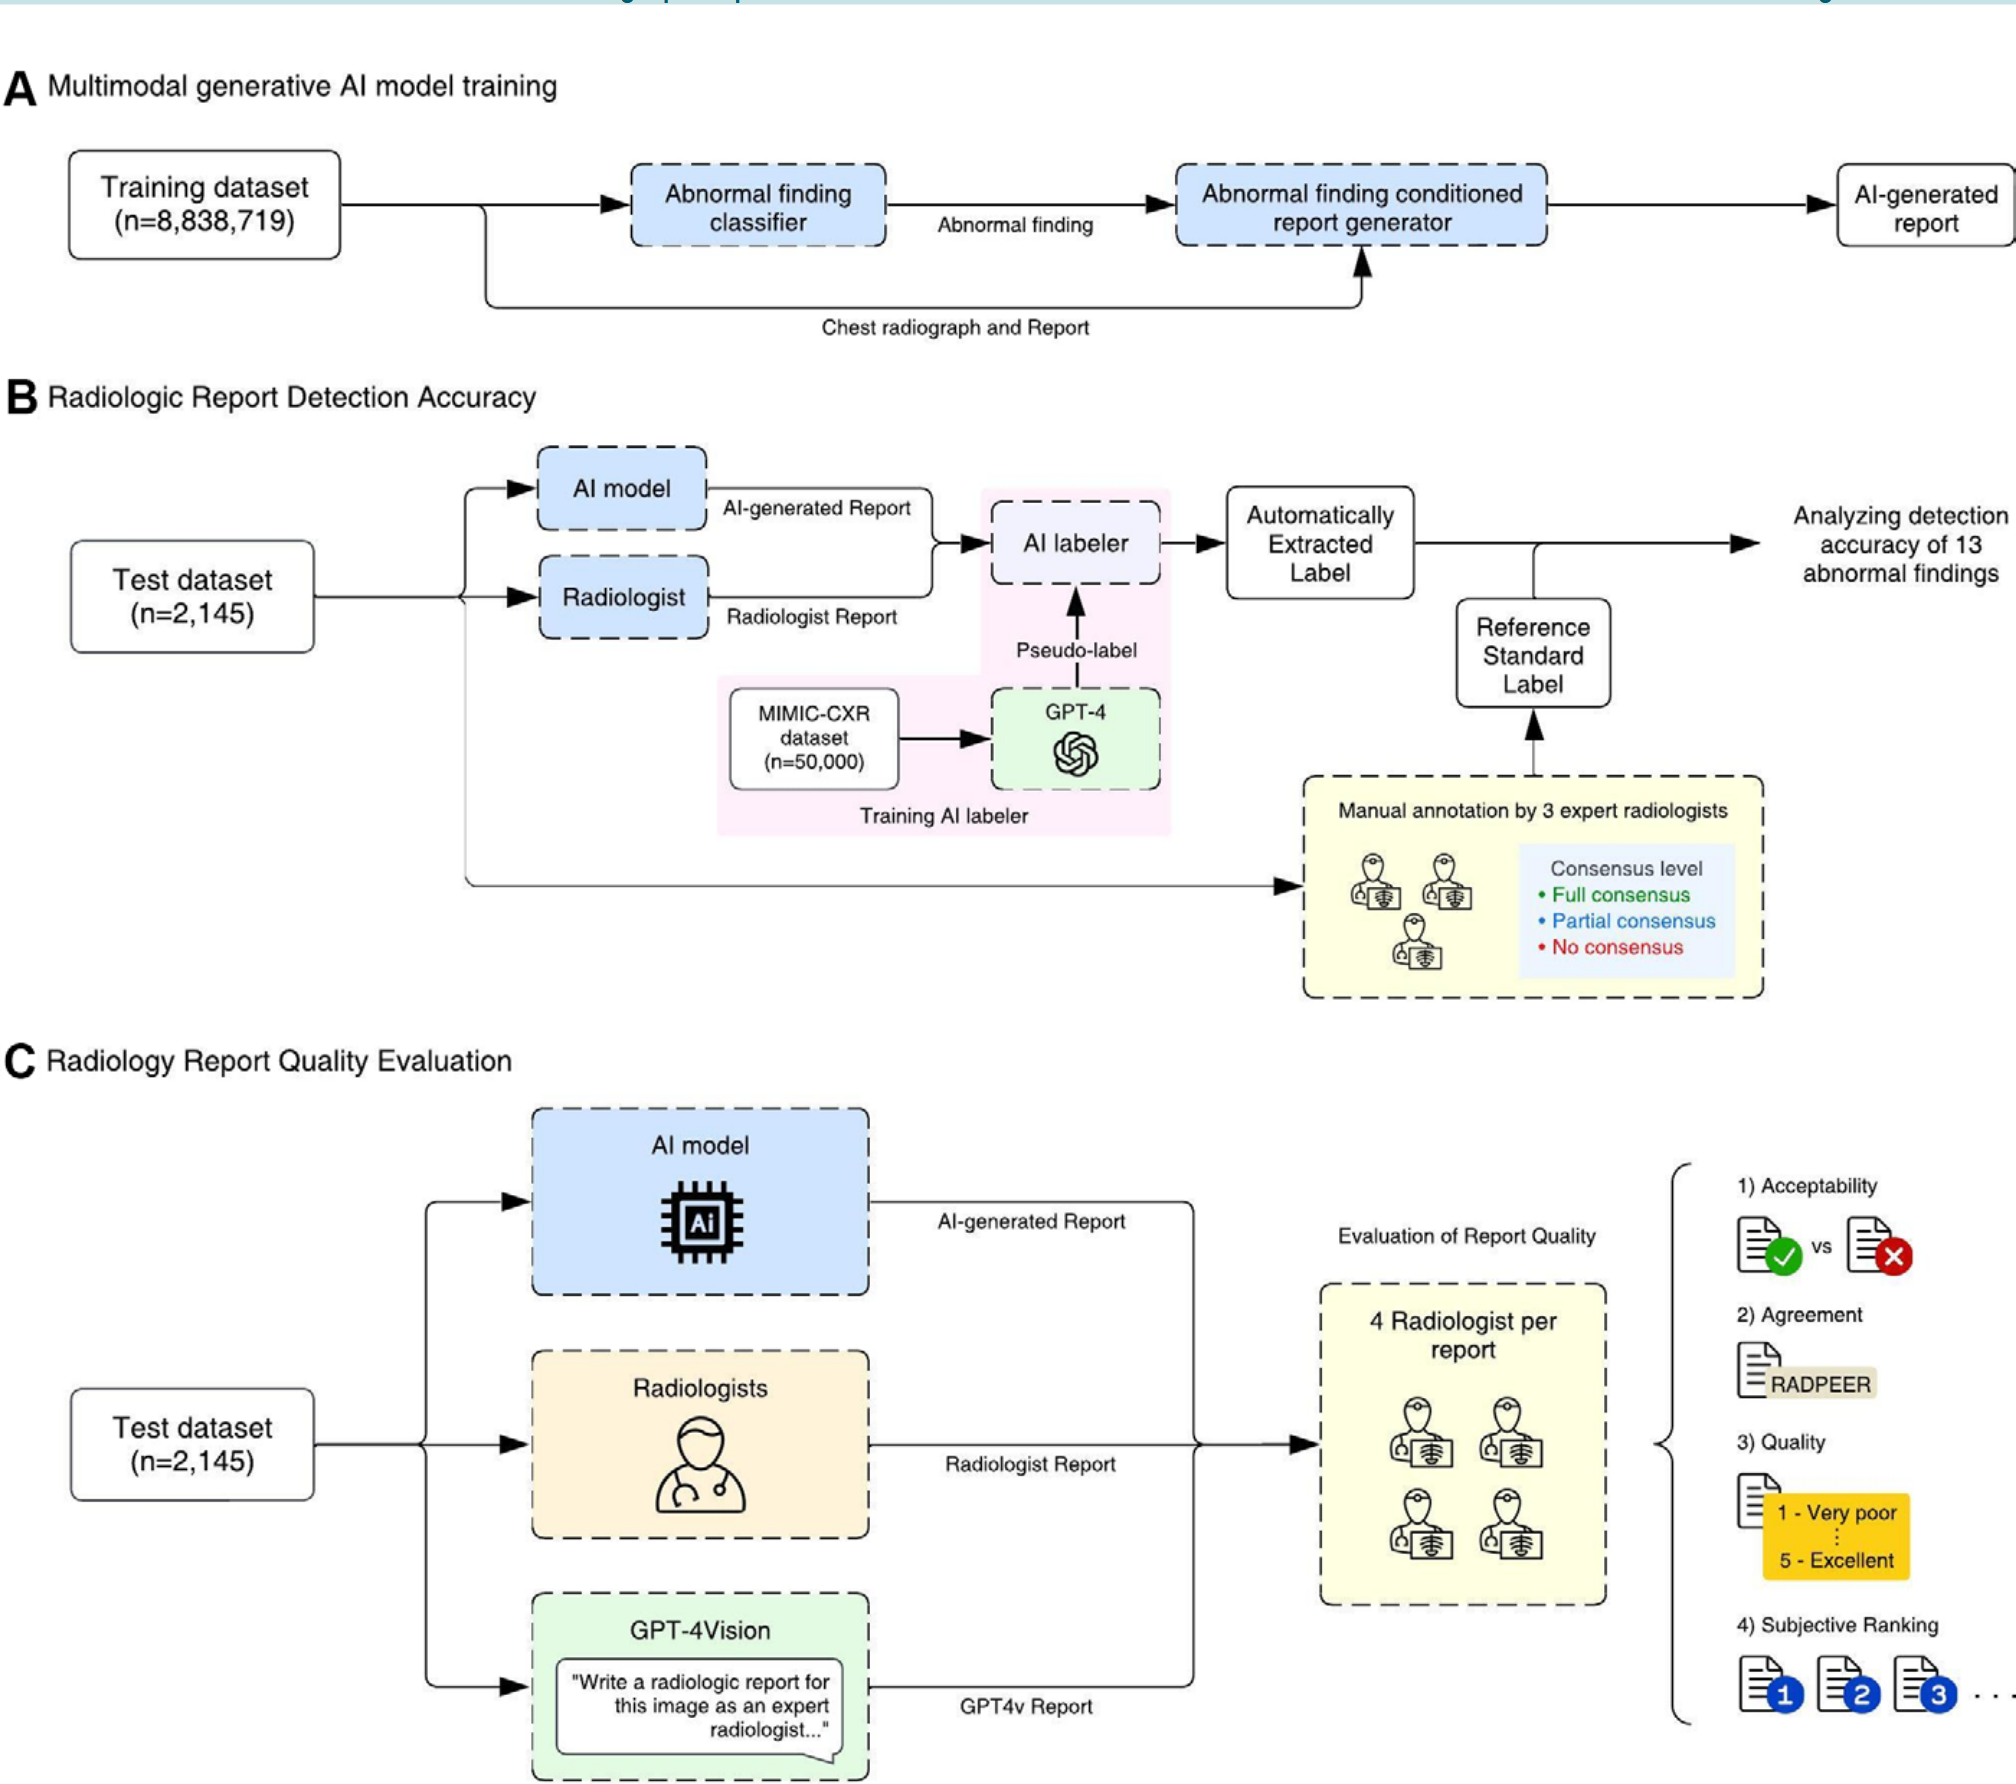 A Multimodal generative AI model training
Training dataset
(n=8,838,719)
Abnormal finding
classifier
Abnormal finding
Abnormal finding conditioned
report generator
AI-generated
report
Chest radiograph and Report
B Radiologic Report Detection Accuracy
Test dataset
(n=2,145)
AI model
AI-generated Report
Radiologist
Radiologist Report
AI labeler
Automatically
Extracted
Label
Analyzing detection
accuracy of 13
abnormal findings
Pseudo-label
Reference
Standard
Label
MIMIC-CXR
dataset
(n=50,000)
GPT-4
Training AI labeler
Manual annotation by 3 expert radiologists
Consensus level
• Full consensus
• Partial consensus
• No consensus
C Radiology Report Quality Evaluation
Test dataset
(n=2,145)
AI model
Ai
AI-generated Report
Radiologists
Radiologist Report
GPT-4Vision
"Write a radiologic report for
this image as an expert
radiologist..."
GPT4v Report
Evaluation of Report Quality
4 Radiologist per
report
1) Acceptability
vs
2) Agreement
RADPEER
3) Quality
1 - Very poor
⋮
5 - Excellent
4) Subjective Ranking
1 2 3 ...